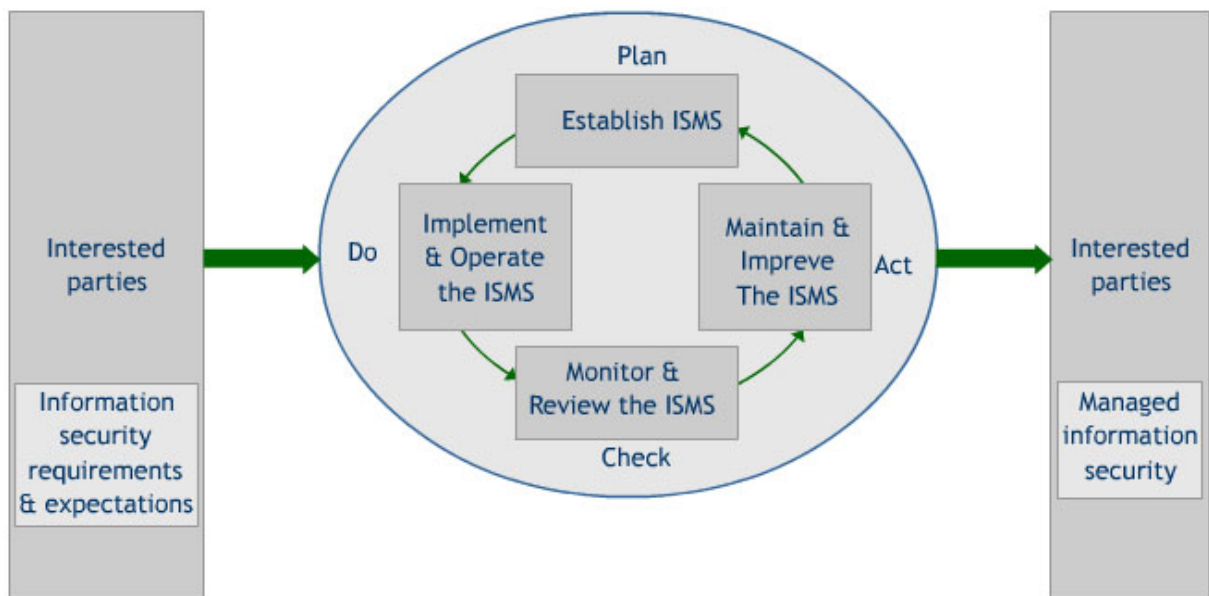 Interested
parties
Information
security
requirements
& expectations
Plan
Establish ISMS
Do
Implement
& Operate
the ISMS
Maintain &
Impreve
The ISMS
Act
Monitor &
Review the ISMS
Check
Interested
parties
Managed
information
security